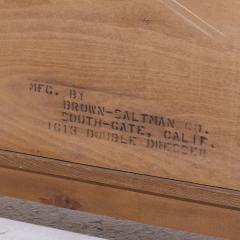 MFG. BY
BROWN-SALTMAN CO.
SOUTH-GATE, CALIF.
1613 DOUBLE DRESSER